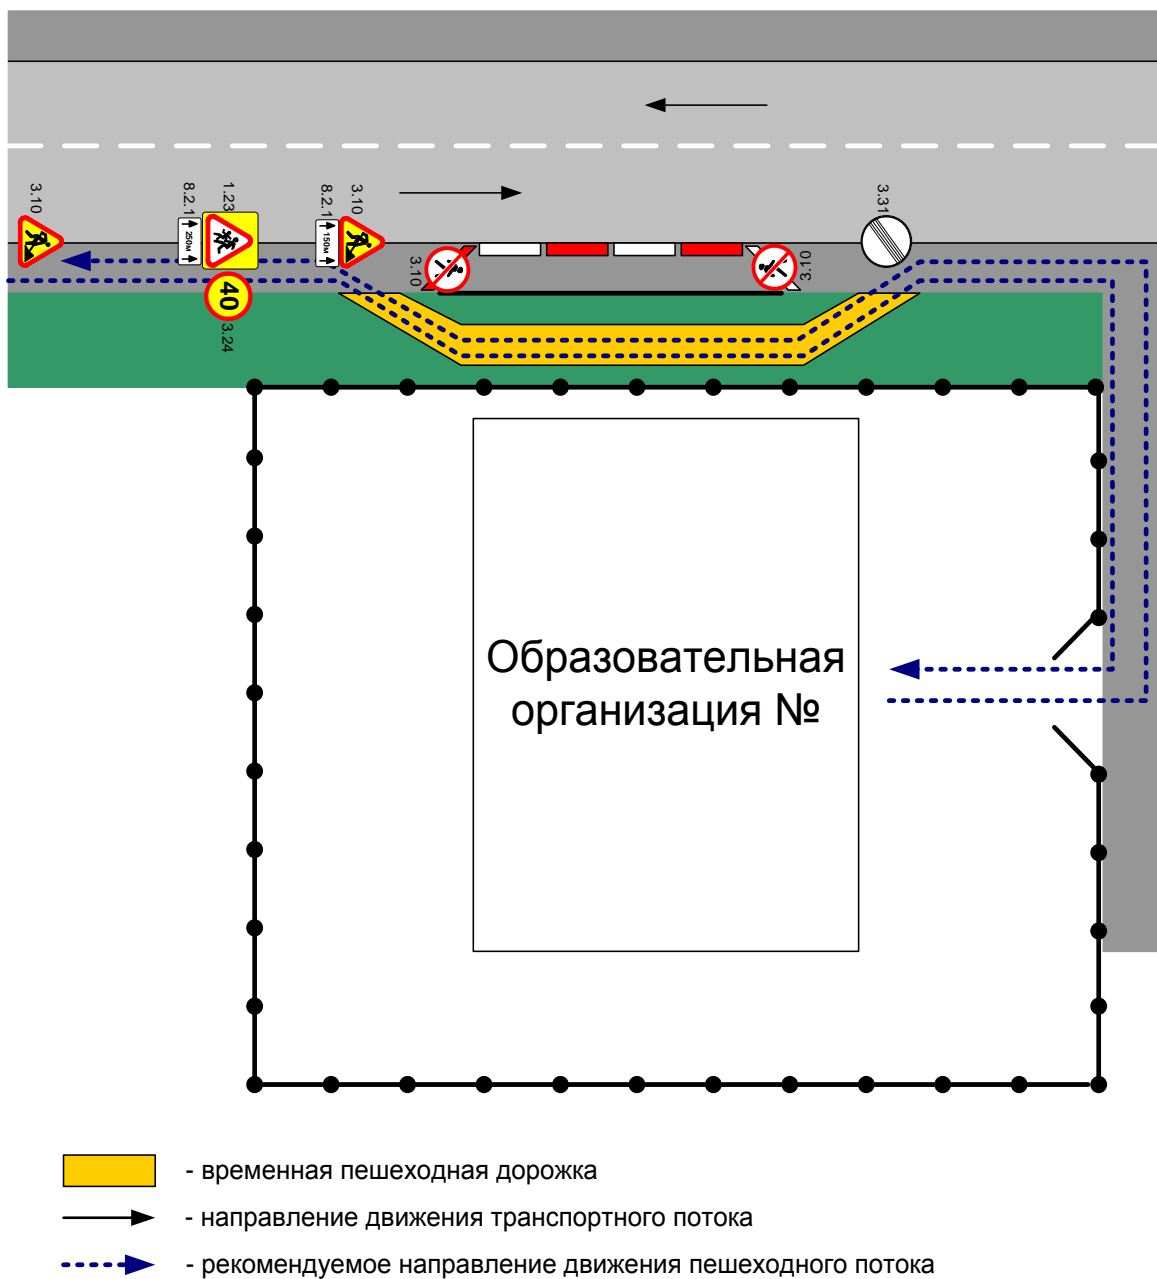 3.10
8.2.1
250м
1.23
40
3.24
8.2.1
150м
3.10
3.10
3.10
3.31
Образовательная
организация №
- временная пешеходная дорожка
- направление движения транспортного потока
- рекомендуемое направление движения пешеходного потока